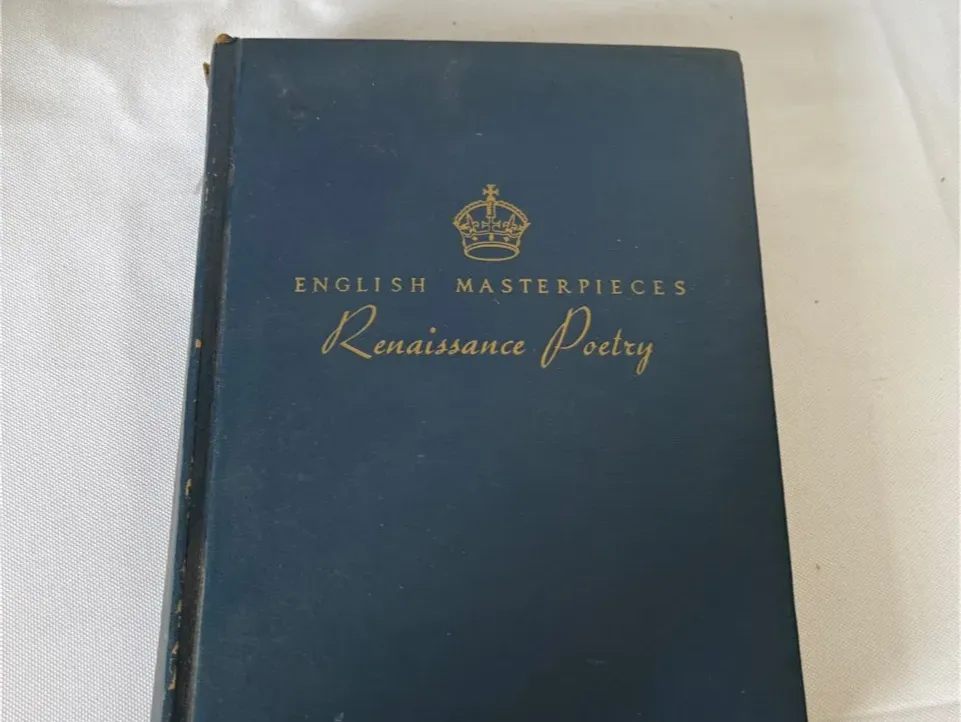 ENGLISH MASTERPIECES
Renaissance Poetry